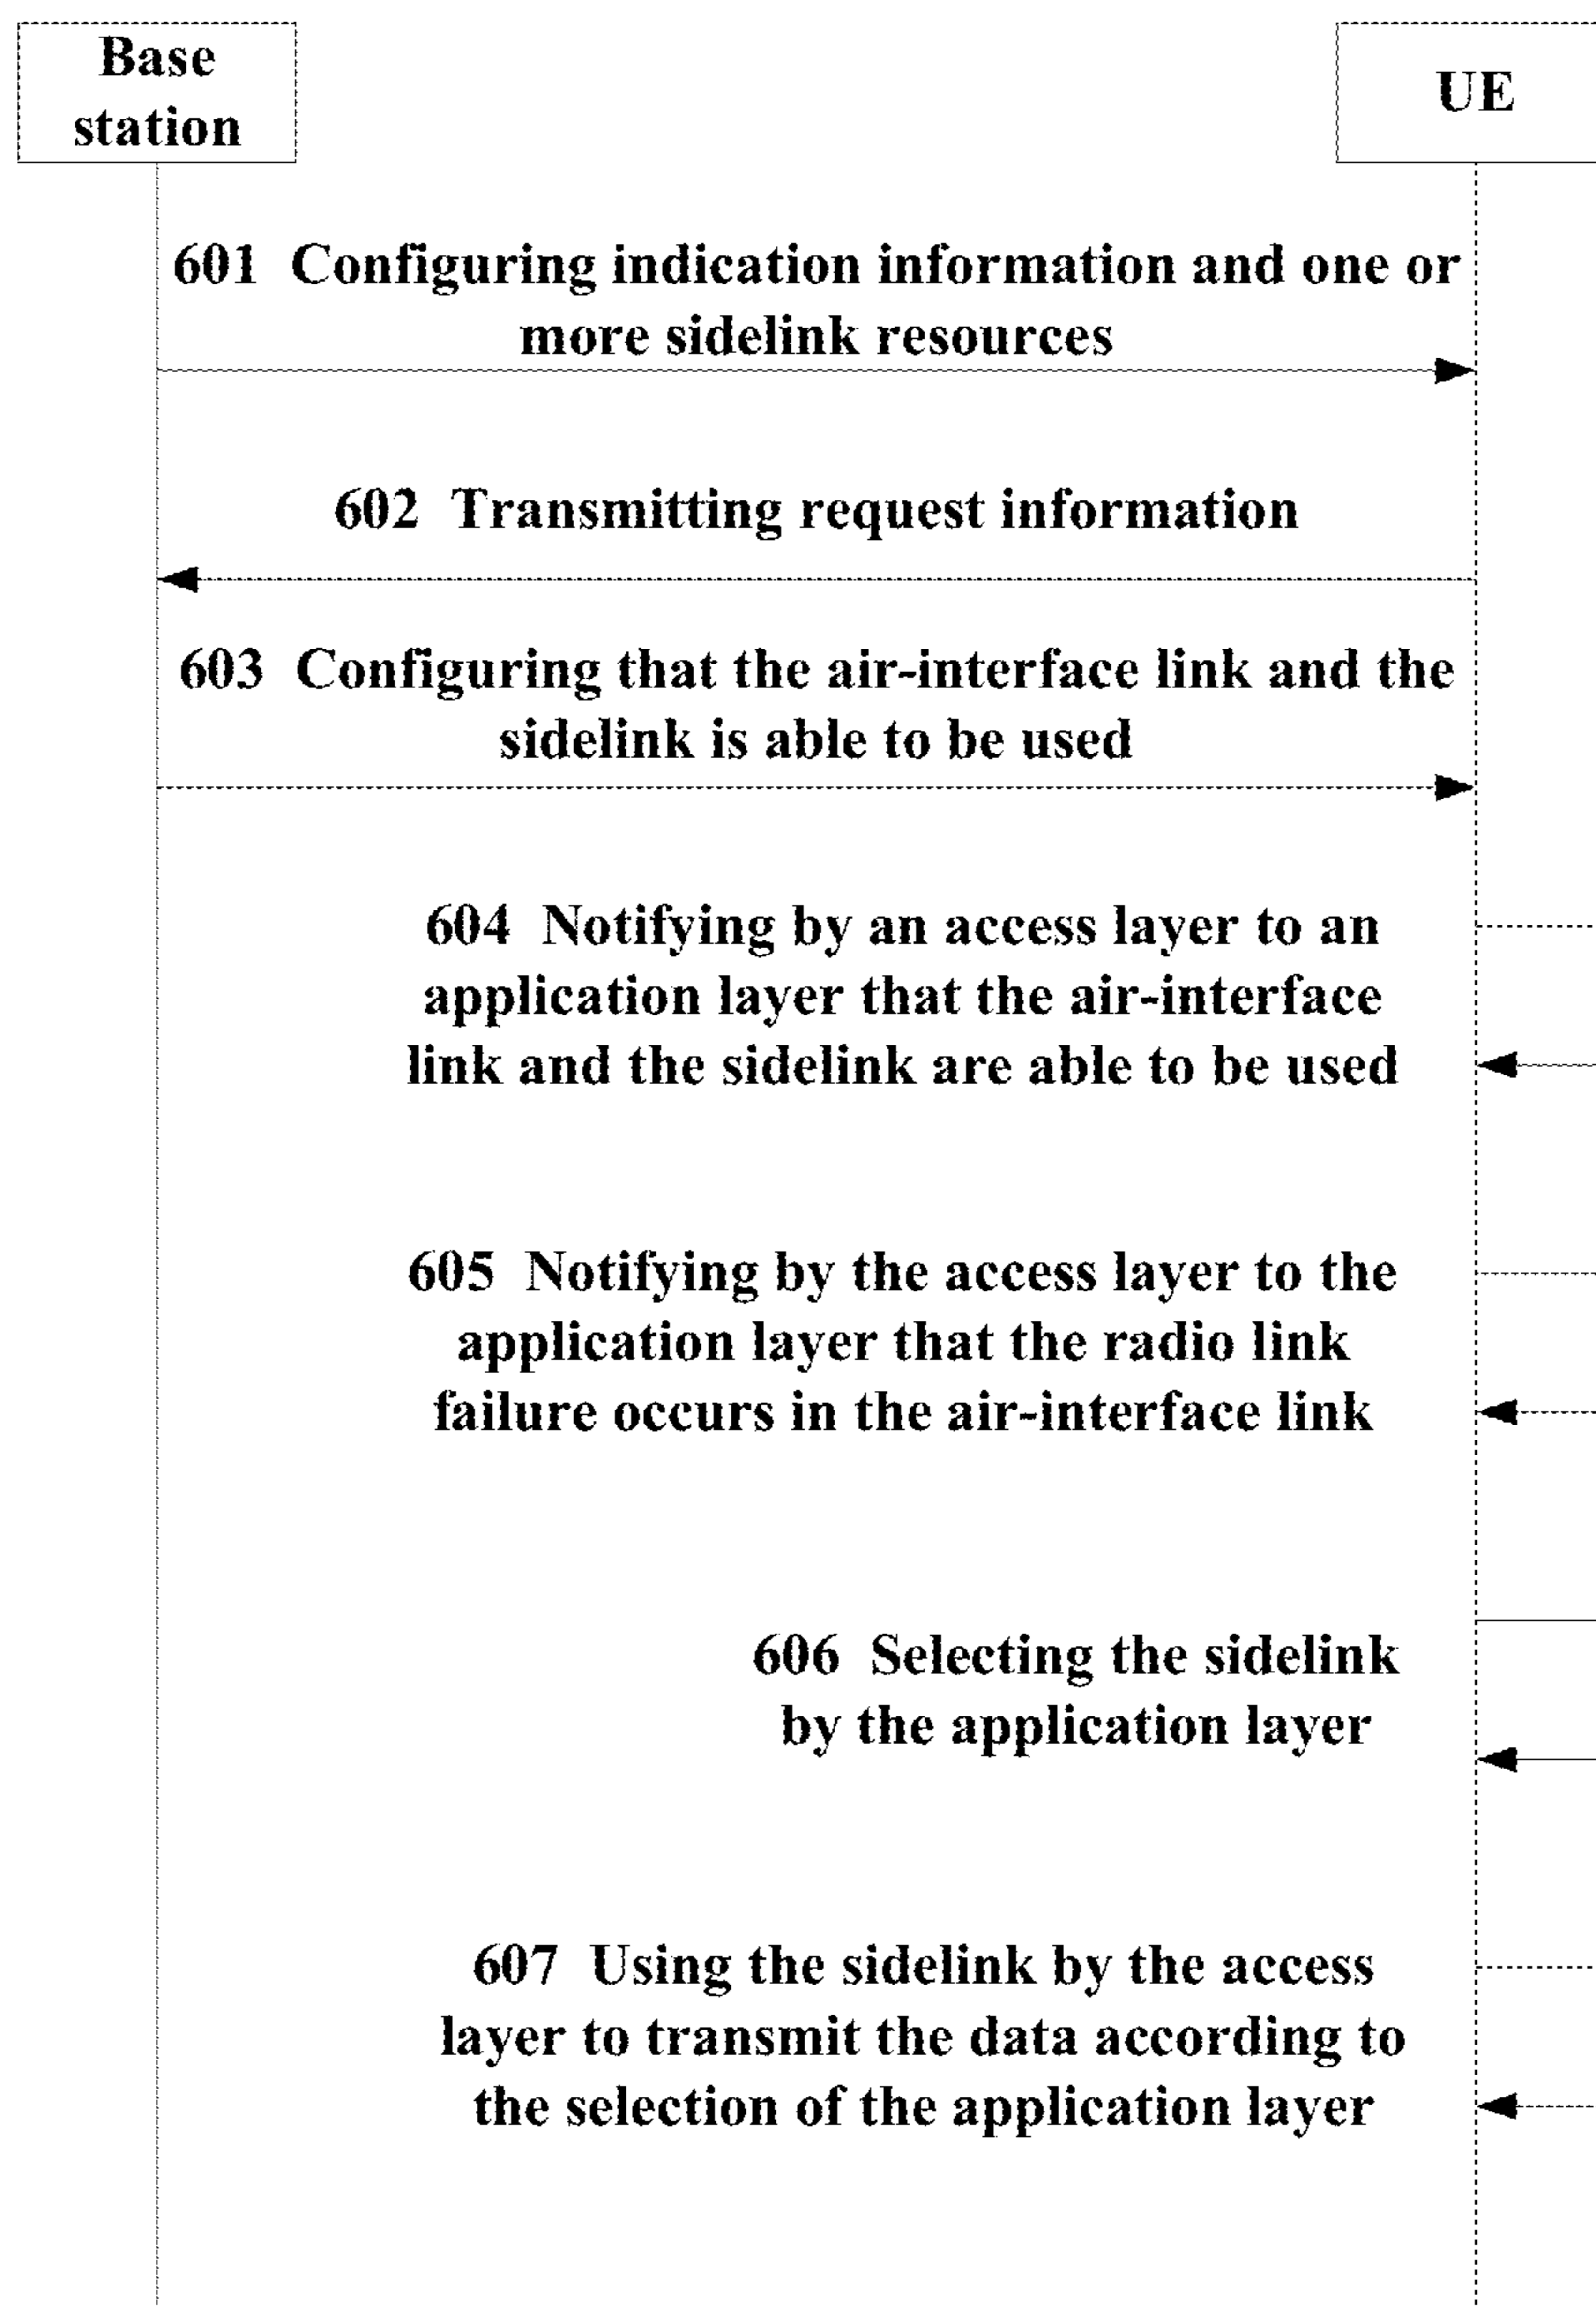 Base
station
UE
601 Configuring indication information and one or
more sidelink resources
602 Transmitting request information
603 Configuring that the air-interface link and the
sidelink is able to be used
604 Notifying by an access layer to an
application layer that the air-interface
link and the sidelink are able to be used
605 Notifying by the access layer to the
application layer that the radio link
failure occurs in the air-interface link
606 Selecting the sidelink
by the application layer
607 Using the sidelink by the access
layer to transmit the data according to
the selection of the application layer